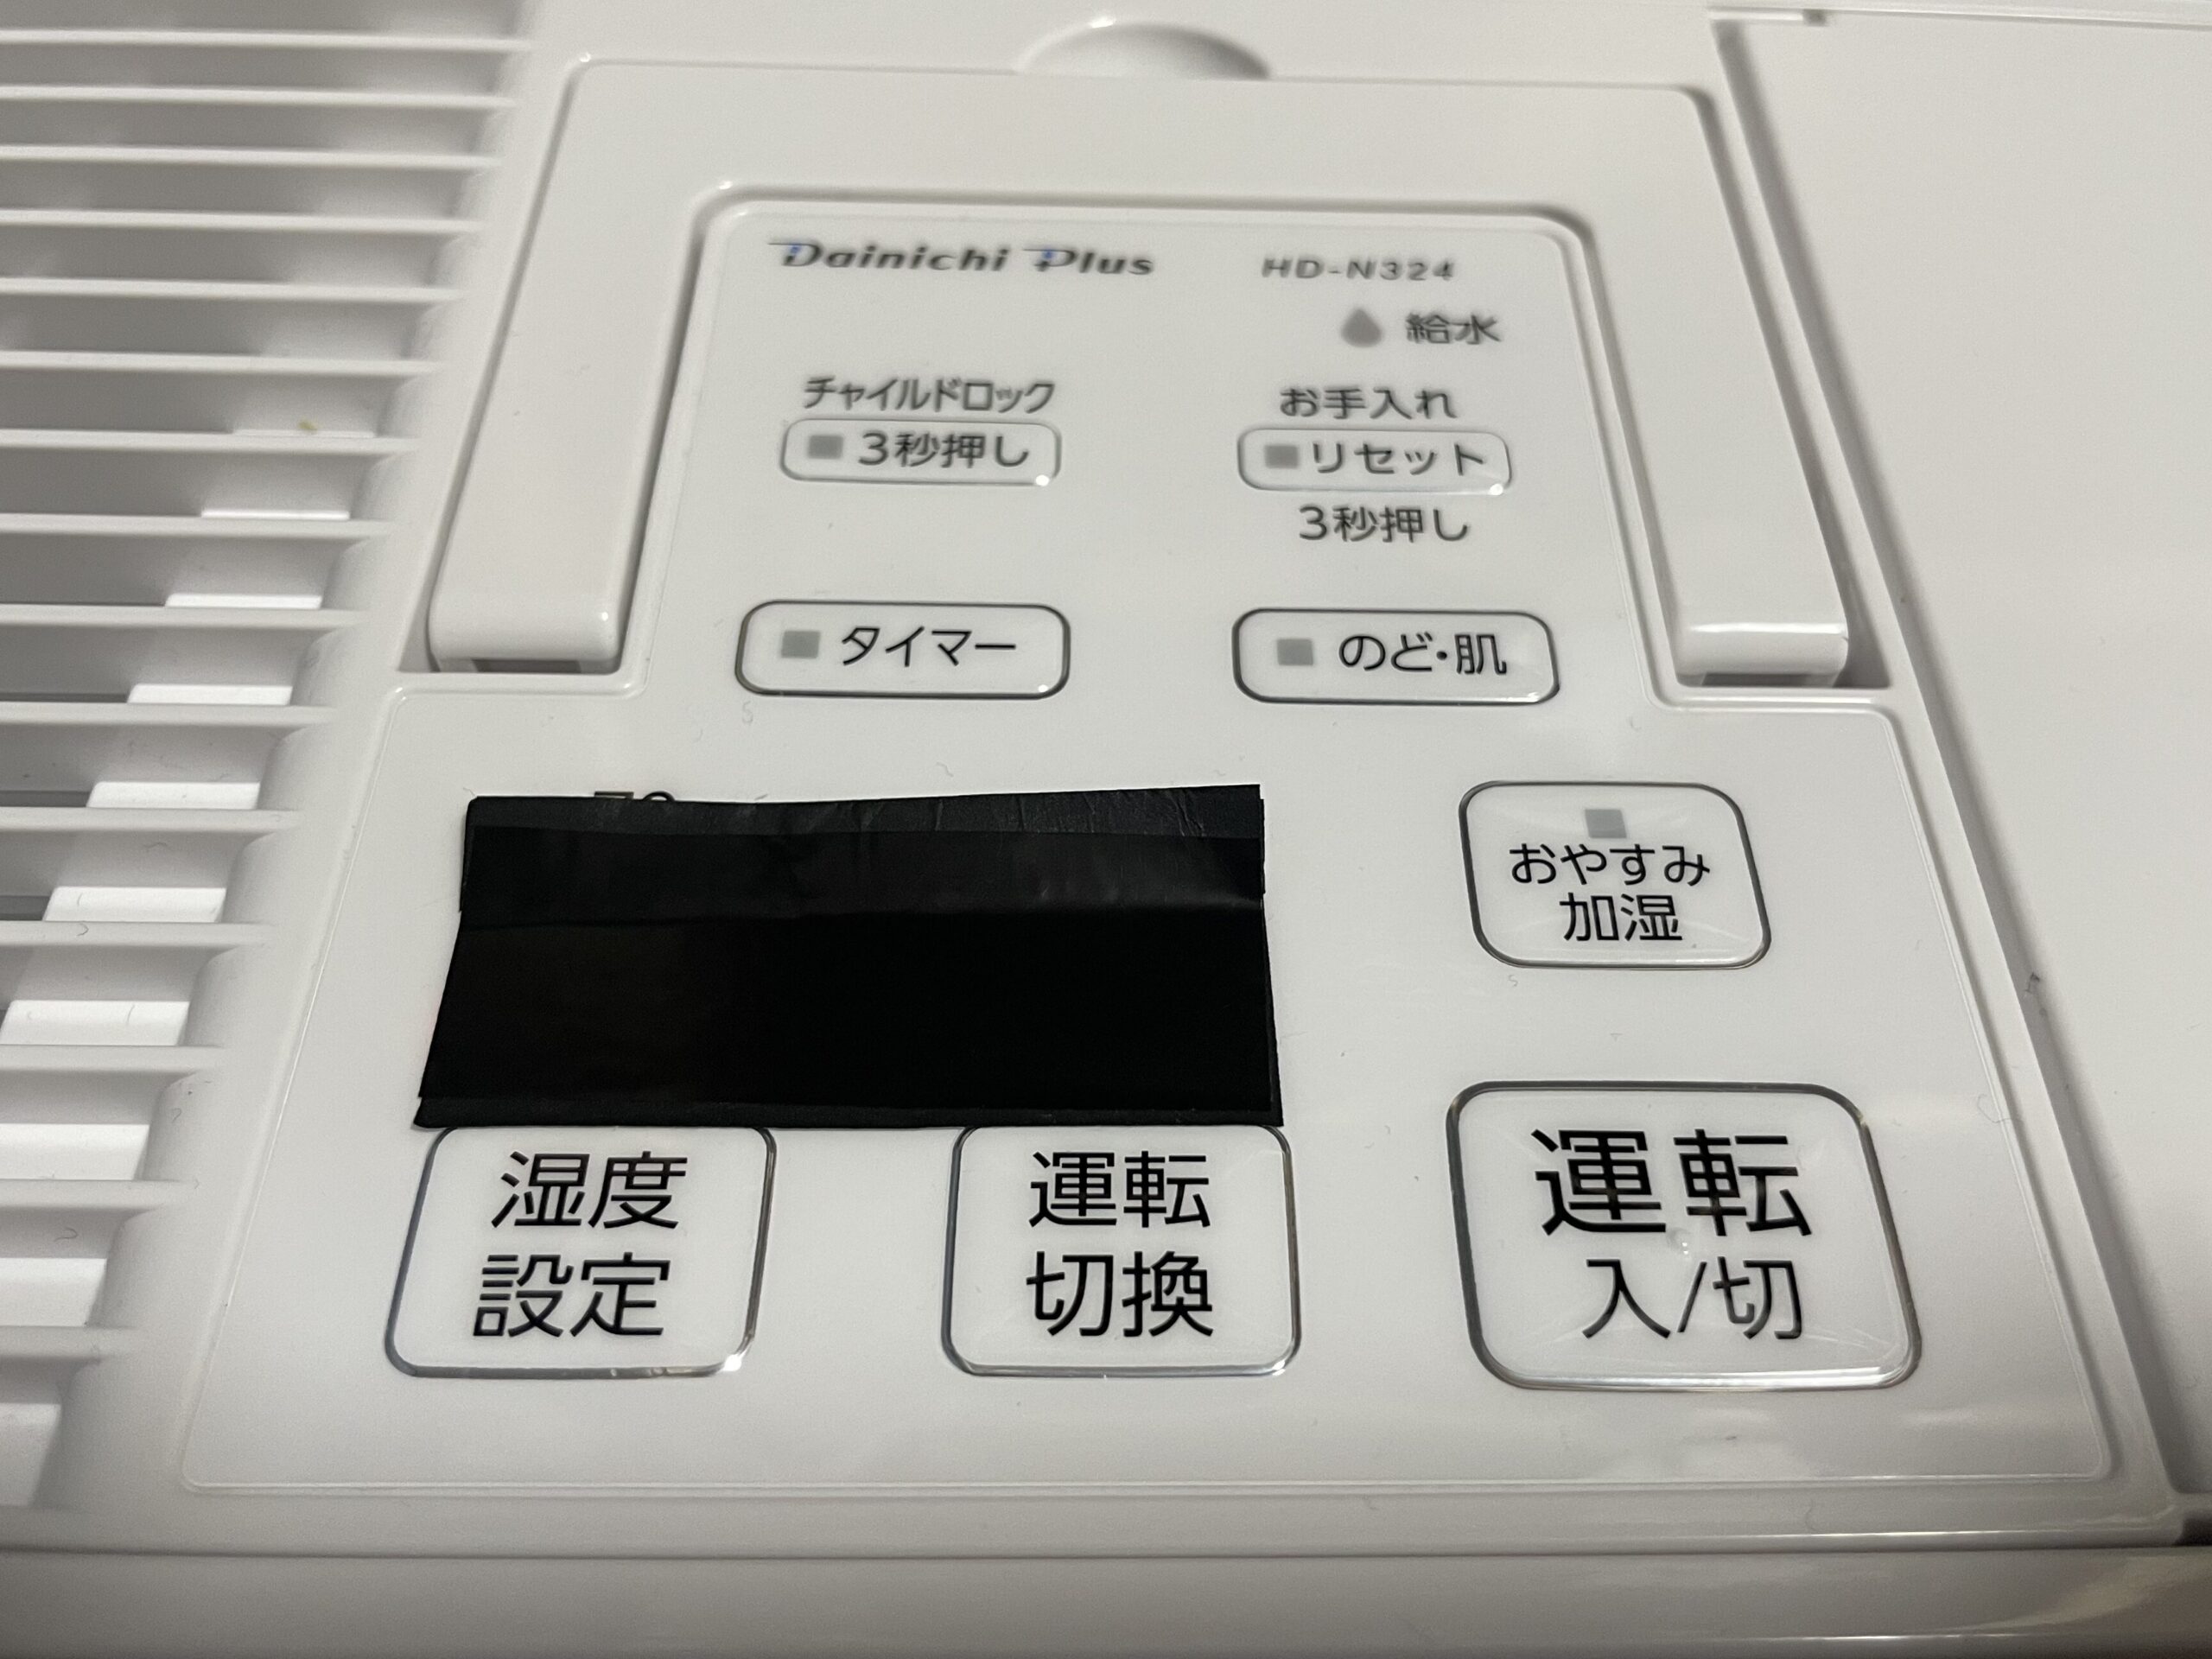 Dainichi Plus HD-N324
給水
チャイルドロック
3秒押し
お手入れ
リセット
3秒押し
タイマー
のど・肌
おやすみ
加湿
湿度
設定
運転
切換
運転
入/切